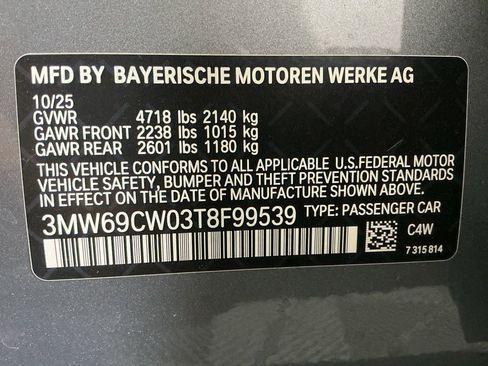 MFD BY BAYERISCHE MOTOREN WERKE AG
10/25
GVWR 4718 lbs 2140 kg
GAWR FRONT 2238 lbs 1015 kg
GAWR REAR 2601 lbs 1180 kg
THIS VEHICLE CONFORMS TO ALL APPLICABLE U.S.FEDERAL MOTOR
VEHICLE SAFETY, BUMPER AND THEFT PREVENTION STANDARDS
IN EFFECT ON THE DATE OF MANUFACTURE SHOWN ABOVE.
3MW69CW03T8F99539 TYPE: PASSENGER CAR
C4W
7 315 814